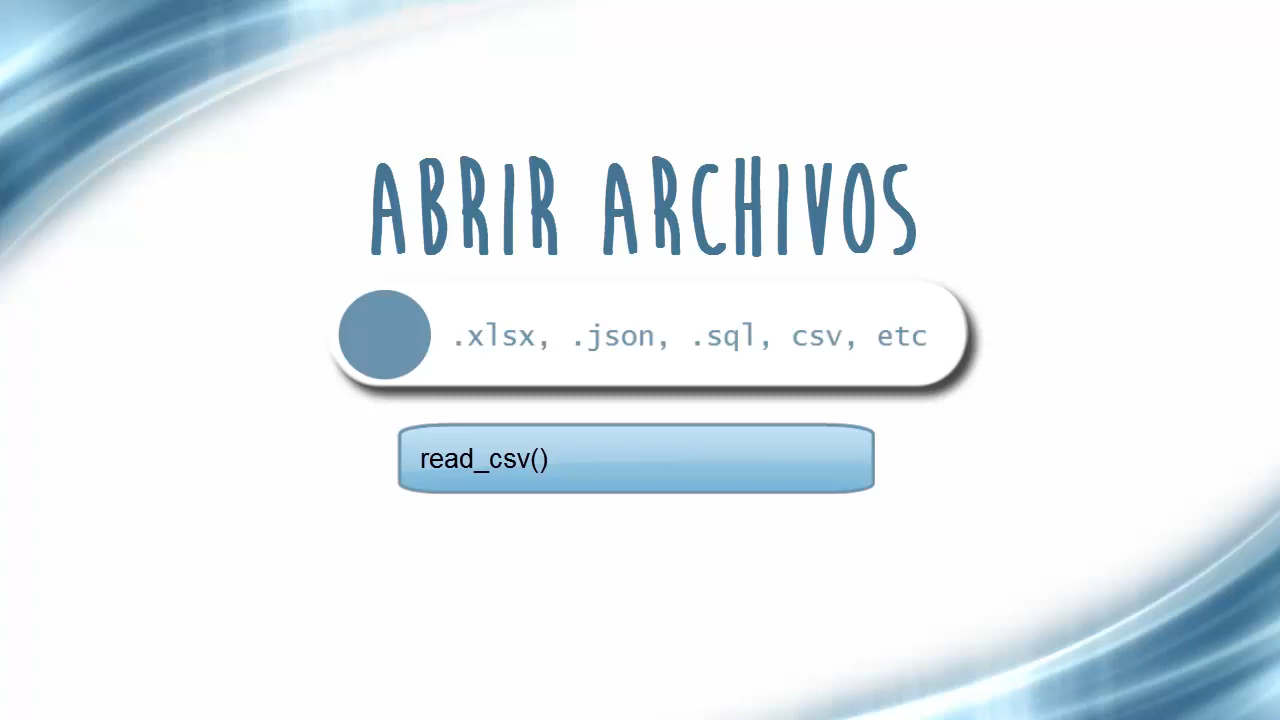 ABRIR ARCHIVOS
.xlsx, .json, .sql, csv, etc
read_csv()